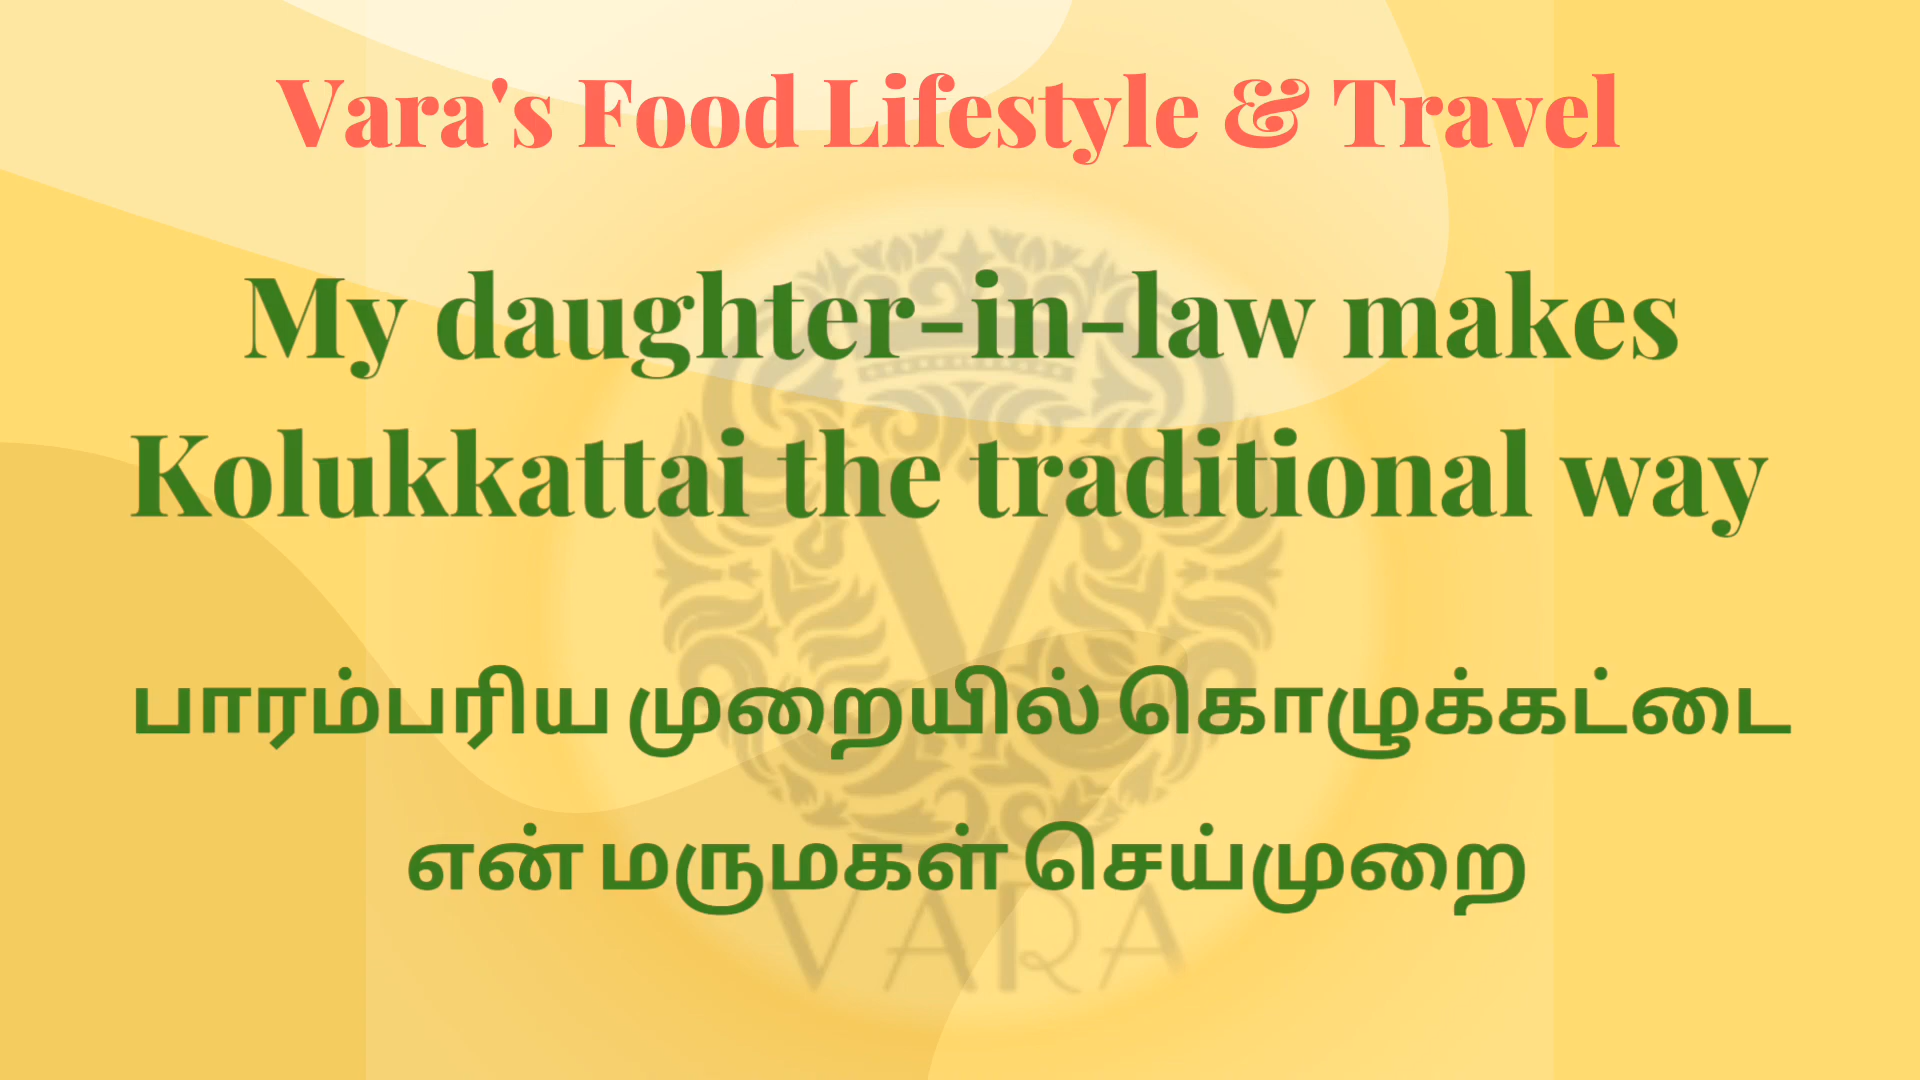 Vara's Food Lifestyle & Travel
My daughter-in-law makes
Kolukkattai the traditional way
பாரம்பரிய முறையில் கொழுக்கட்டை
என் மருமகள் செய்முறை
V
VARA